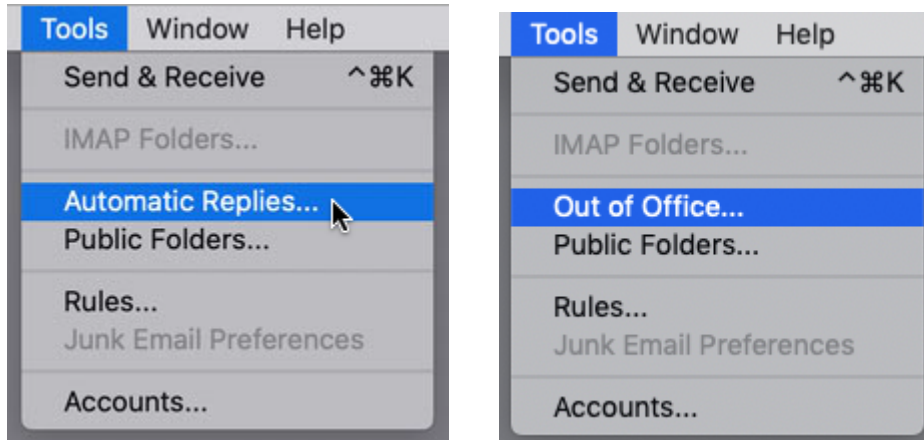 Tools Window Help
Send & Receive ^⌘K
IMAP Folders...
Automatic Replies...
Public Folders...
Rules...
Junk Email Preferences
Accounts...
Tools Window Help
Send & Receive ^⌘K
IMAP Folders...
Out of Office...
Public Folders...
Rules...
Junk Email Preferences
Accounts...